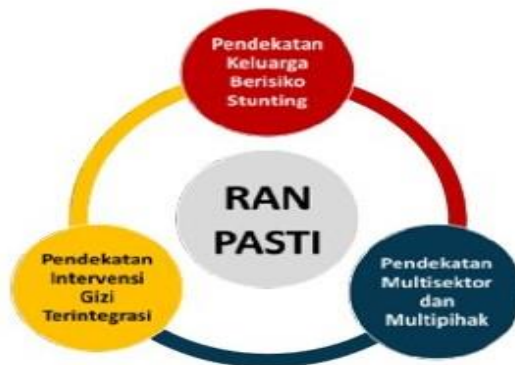 Pendekatan
Keluarga
Berisiko
Stunting
RAN
PASTI
Pendekatan
Intervensi
Gizi
Terintegrasi
Pendekatan
Multisektor
dan
Multipihak